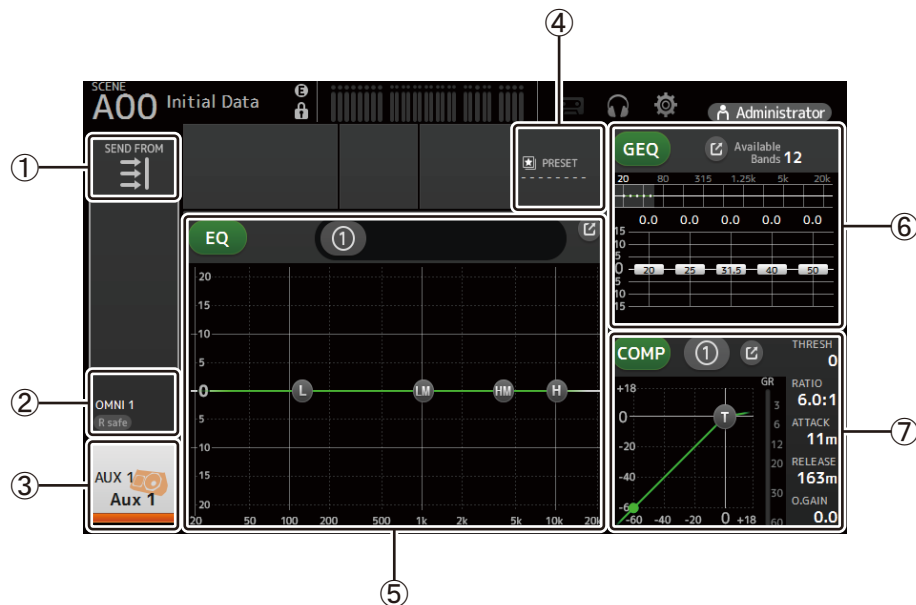 ④
SCENE
A00 Initial Data
E
Administrator
①
SEND FROM
PRESET
---------
GEQ
Available
Bands 12
20 80 315 1.25k 5k 20k
0.0 0.0 0.0 0.0 0.0
15
10
5
0
20 25 31.5 40 50
5
10
15
⑥
EQ
①
20
15
10
5
0
L LM HM H
5
10
15
20
20 50 100 200 500 1k 2k 5k 10k 20k
②
OMNI 1
R safe
③
AUX 1
Aux 1
COMP
①
THRESH
0
GR
RATIO
6.0:1
ATTACK
11m
RELEASE
163m
O.GAIN
0.0
+18
0
-20
-40
-60
T
3
6
12
20
30
60
-60 -40 -20 0 +18
⑦
⑤